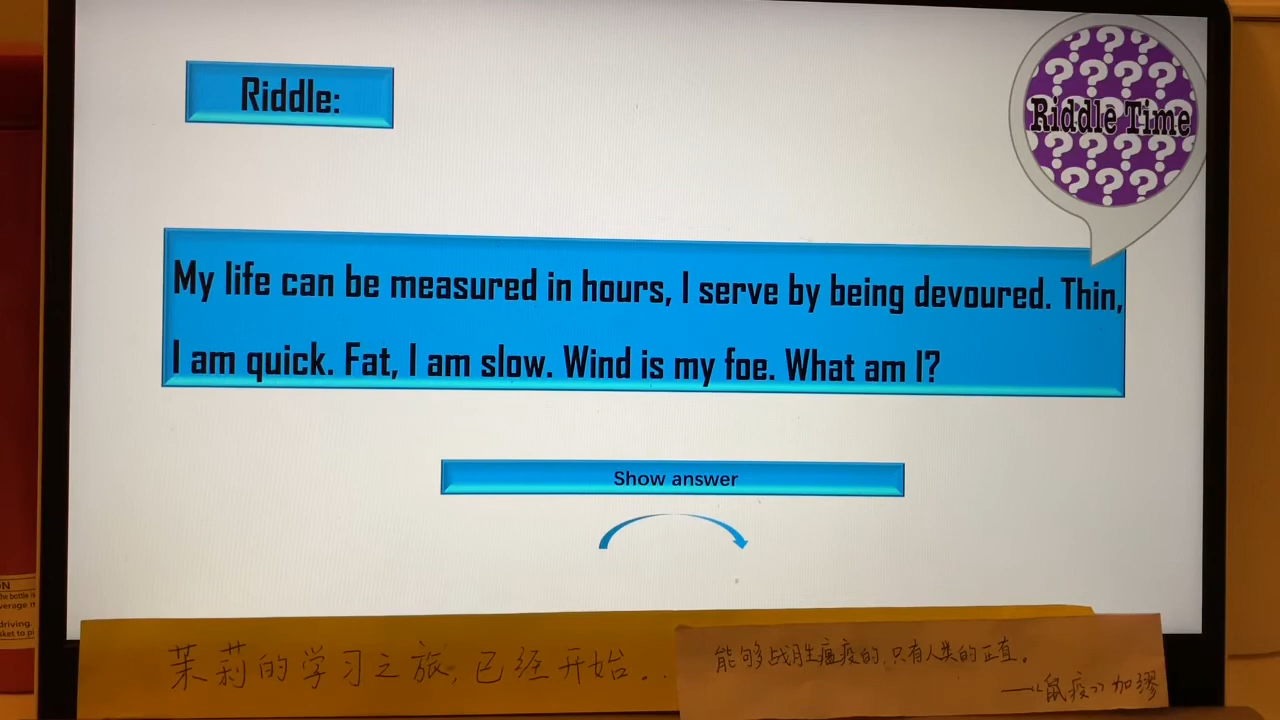 Riddle:
Riddle Time
My life can be measured in hours, I serve by being devoured. Thin,
I am quick. Fat, I am slow. Wind is my foe. What am I?
Show answer
茉莉的学习之旅,已经开始...
能够战胜瘟疫的,只有人类的正直。
——《鼠疫》加缪
ON
driving.